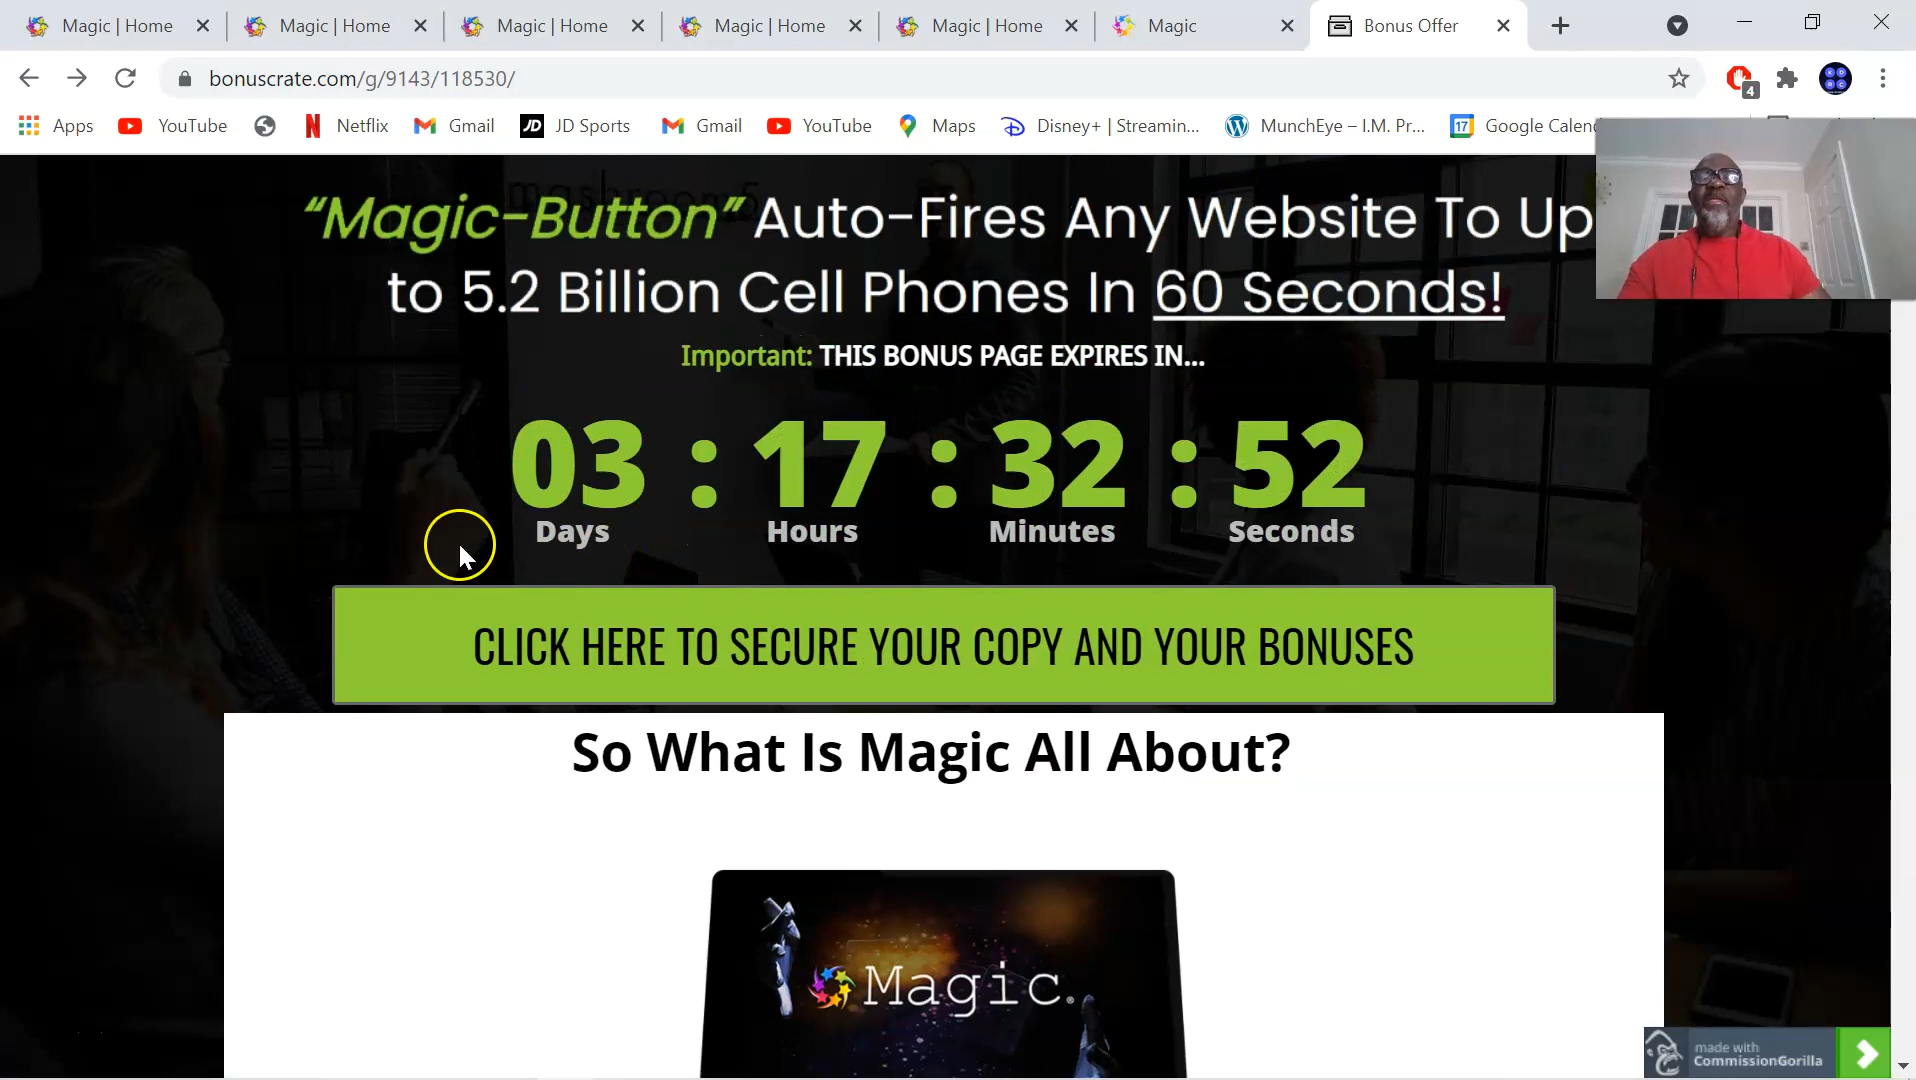 Magic | Home
Magic | Home
Magic | Home
Magic | Home
Magic | Home
Magic
Bonus Offer
bonuscrate.com/g/9143/118530/
4
Apps
YouTube
Netflix
Gmail
JD
JD Sports
Gmail
YouTube
Maps
Disney+ | Streamin...
MunchEye – I.M. Pr...
17
Google Calen
“Magic-Button” Auto-Fires Any Website To Up
to 5.2 Billion Cell Phones In 60 Seconds!
Important: THIS BONUS PAGE EXPIRES IN...
03 : 17 : 32 : 52
Days Hours Minutes Seconds
CLICK HERE TO SECURE YOUR COPY AND YOUR BONUSES
So What Is Magic All About?
Magic.
made with
CommissionGorilla